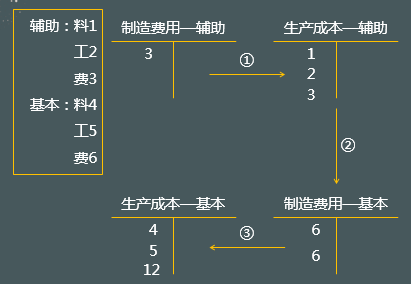 辅助：料1
工2
费3
基本：料4
工5
费6
制造费用—辅助
3
生产成本—辅助
1
2
3
①
②
生产成本—基本
4
5
12
制造费用—基本
6
6
③